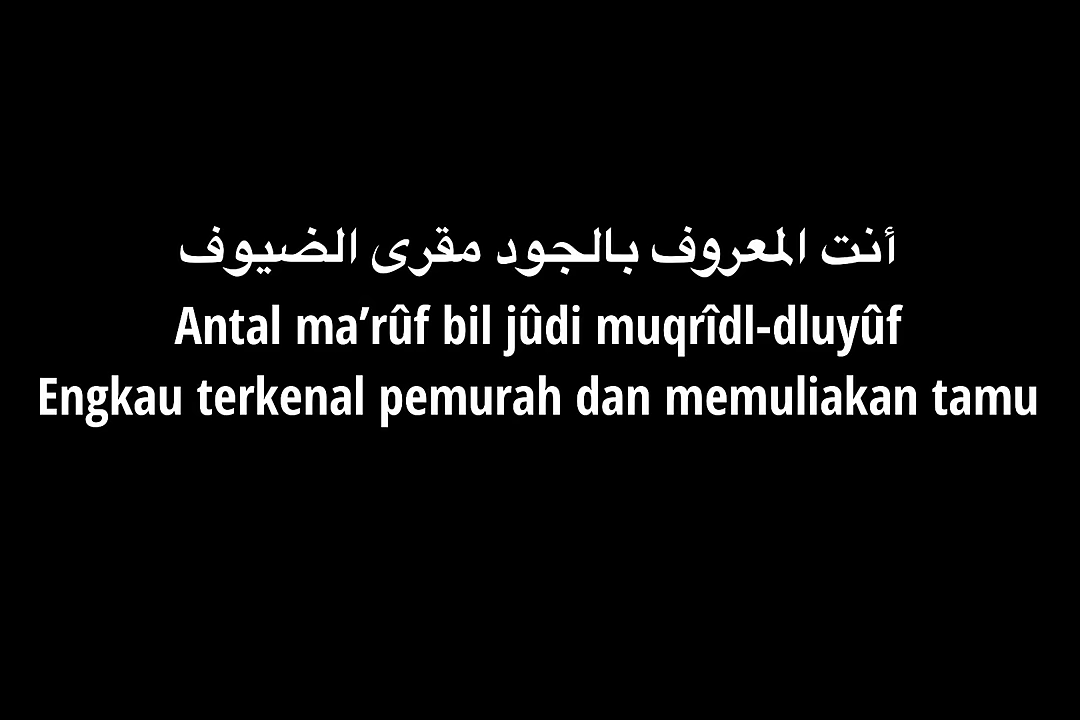 أنت المعروف بالجود مقرى الضيوف
Antal ma’rûf bil jûdi muqrîdl-dluyûf
Engkau terkenal pemurah dan memuliakan tamu